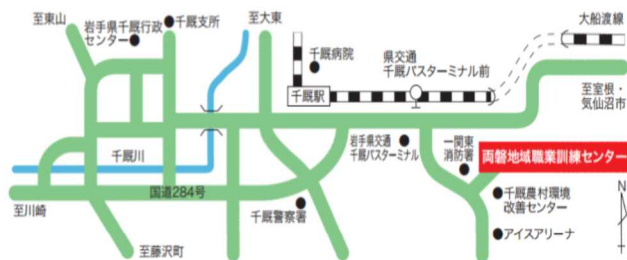 至東山
岩手県千厩行政
センター
千厩支所
至大東
千厩病院
県交通
千厩バスターミナル前
大船渡線
千厩駅
至室根・
気仙沼市
岩手県交通
千厩バスターミナル
一関東
消防署
両磐地域職業訓練センター
千厩川
国道284号
至川崎
千厩警察署
千厩農村環境
改善センター
アイスアリーナ
至藤沢町
N